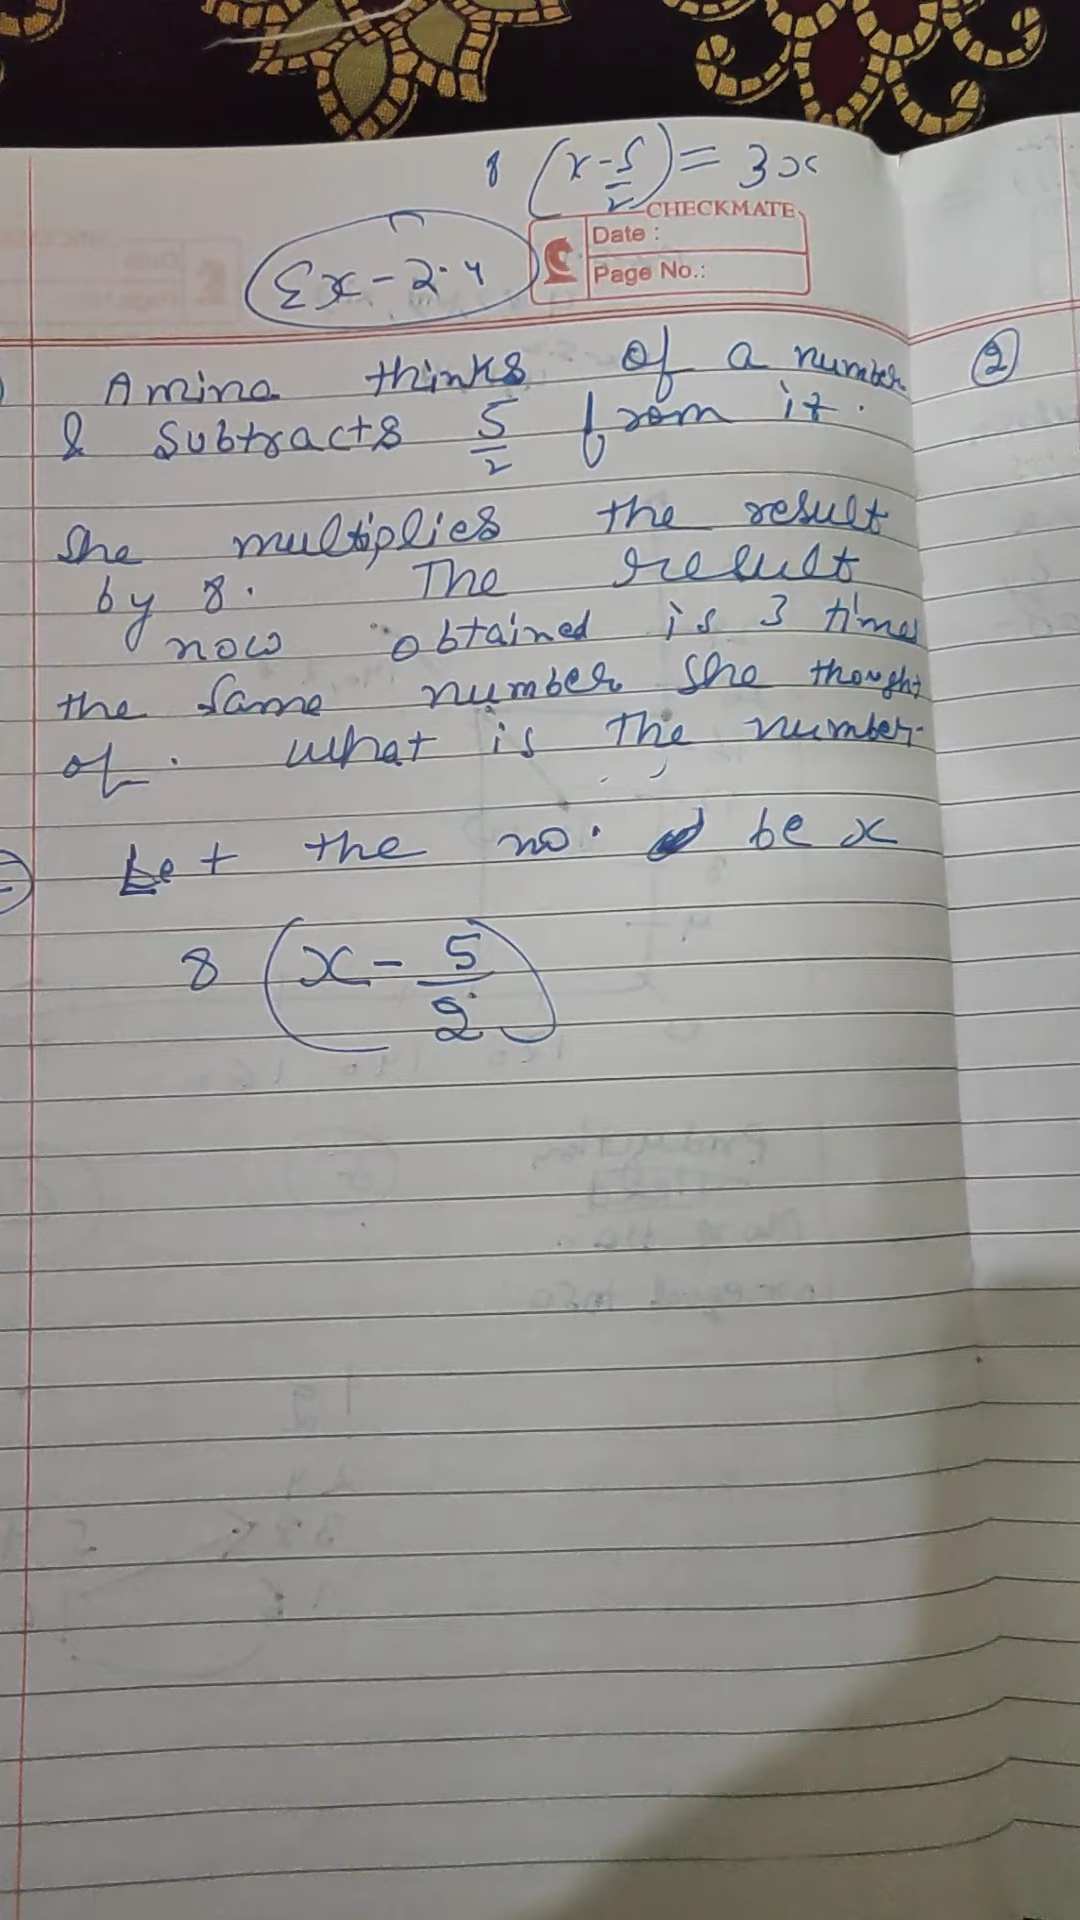 8 (x - 5/2) = 3x
CHECKMATE
Date :
Page No.:
Ex - 2.4
Amina thinks of a number
& Subtracts 5/2 from it.
She multiplies the result
by 8. The result
now obtained is 3 times
the same number she thought
of. what is the number.
Let the no. be x
8 (x - 5/2)
2